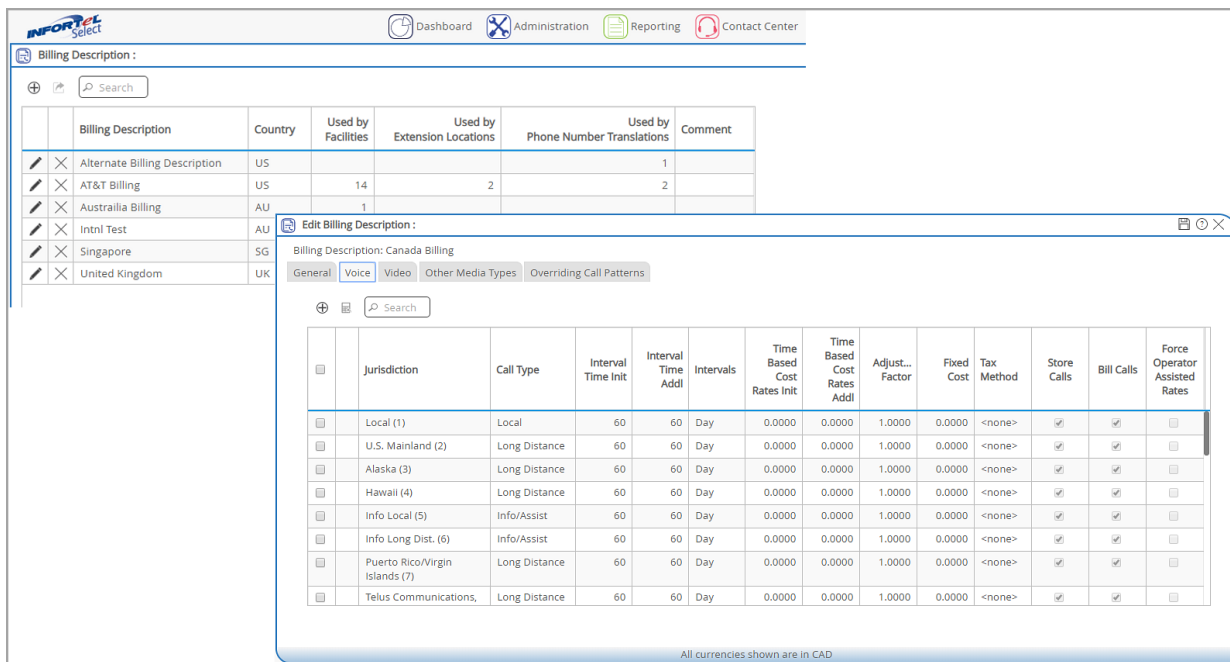 INFORTEL Select
Dashboard Administration Reporting Contact Center
Billing Description :
Search
Billing Description Country Used by Facilities Used by Extension Locations Used by Phone Number Translations Comment
Alternate Billing Description US 1
AT&T Billing US 14 2 2
Austrailia Billing AU 1
Intnl Test AU
Singapore SG
United Kingdom UK
Edit Billing Description :
Billing Description: Canada Billing
General Voice Video Other Media Types Overriding Call Patterns
Search
Jurisdiction Call Type Interval Time Init Interval Time Addl Intervals Time Based Cost Rates Init Time Based Cost Rates Addl Adjust... Factor Fixed Cost Tax Method Store Calls Bill Calls Force Operator Assisted Rates
Local (1) Local 60 60 Day 0.0000 0.0000 1.0000 0.0000 <none>
U.S. Mainland (2) Long Distance 60 60 Day 0.0000 0.0000 1.0000 0.0000 <none>
Alaska (3) Long Distance 60 60 Day 0.0000 0.0000 1.0000 0.0000 <none>
Hawaii (4) Long Distance 60 60 Day 0.0000 0.0000 1.0000 0.0000 <none>
Info Local (5) Info/Assist 60 60 Day 0.0000 0.0000 1.0000 0.0000 <none>
Info Long Dist. (6) Info/Assist 60 60 Day 0.0000 0.0000 1.0000 0.0000 <none>
Puerto Rico/Virgin Islands (7) Long Distance 60 60 Day 0.0000 0.0000 1.0000 0.0000 <none>
Telus Communications, Long Distance 60 60 Day 0.0000 0.0000 1.0000 0.0000 <none>
All currencies shown are in CAD